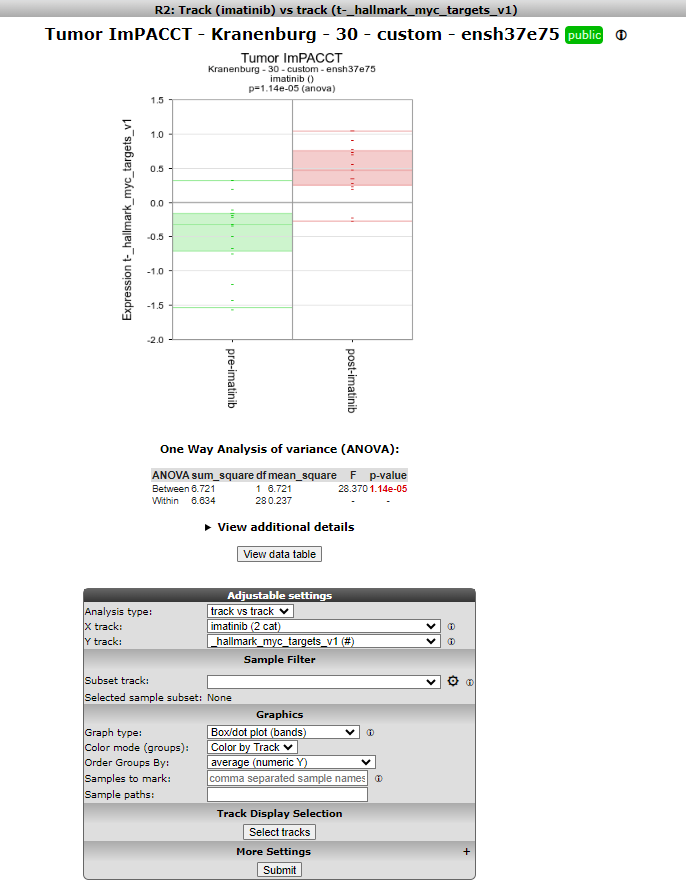 R2: Track (imatinib) vs track (t-_hallmark_myc_targets_v1)
Tumor ImPACCT - Kranenburg - 30 - custom - ensh37e75 public
Tumor ImPACCT
Kranenburg - 30 - custom - ensh37e75
imatinib ()
p=1.14e-05 (anova)
Expression t-_hallmark_myc_targets_v1
1.5
1.0
0.5
0.0
-0.5
-1.0
-1.5
-2.0
pre-imatinib
post-imatinib
One Way Analysis of variance (ANOVA):
ANOVA sum_square df mean_square F p-value
Between 6.721 1 6.721 28.370 1.14e-05
Within 6.634 28 0.237 - -
► View additional details
View data table
Adjustable settings
Analysis type: track vs track
X track: imatinib (2 cat)
Y track: _hallmark_myc_targets_v1 (#)
Sample Filter
Subset track:
Selected sample subset: None
Graphics
Graph type: Box/dot plot (bands)
Color mode (groups): Color by Track
Order Groups By: average (numeric Y)
Samples to mark: comma separated sample names
Sample paths:
Track Display Selection
Select tracks
More Settings +
Submit